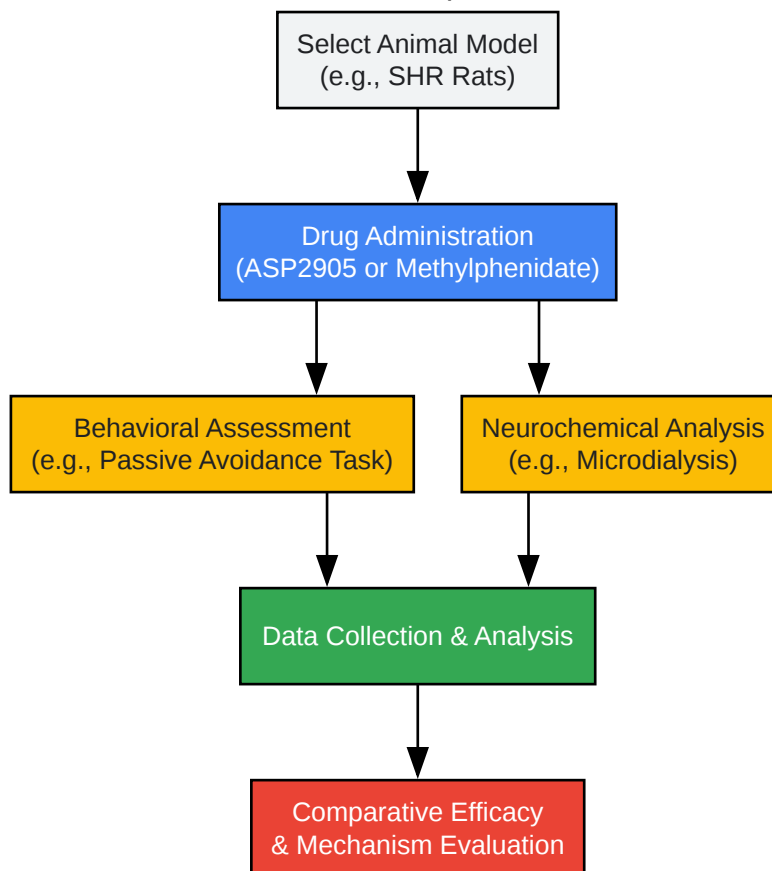 Select Animal Model
(e.g., SHR Rats)
Drug Administration
(ASP2905 or Methylphenidate)
Behavioral Assessment
(e.g., Passive Avoidance Task)
Neurochemical Analysis
(e.g., Microdialysis)
Data Collection & Analysis
Comparative Efficacy
& Mechanism Evaluation